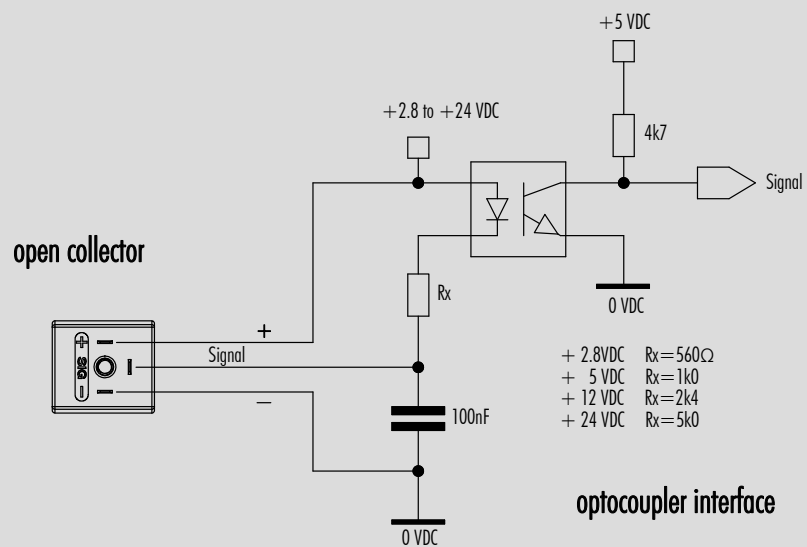 +5 VDC
+2.8 to +24 VDC
4k7
Signal
open collector
0 VDC
Rx
+
Signal
+ SIG –
–
+ 2.8VDC Rx=560Ω
+ 5 VDC Rx=1k0
+ 12 VDC Rx=2k4
+ 24 VDC Rx=5k0
100nF
optocoupler interface
0 VDC